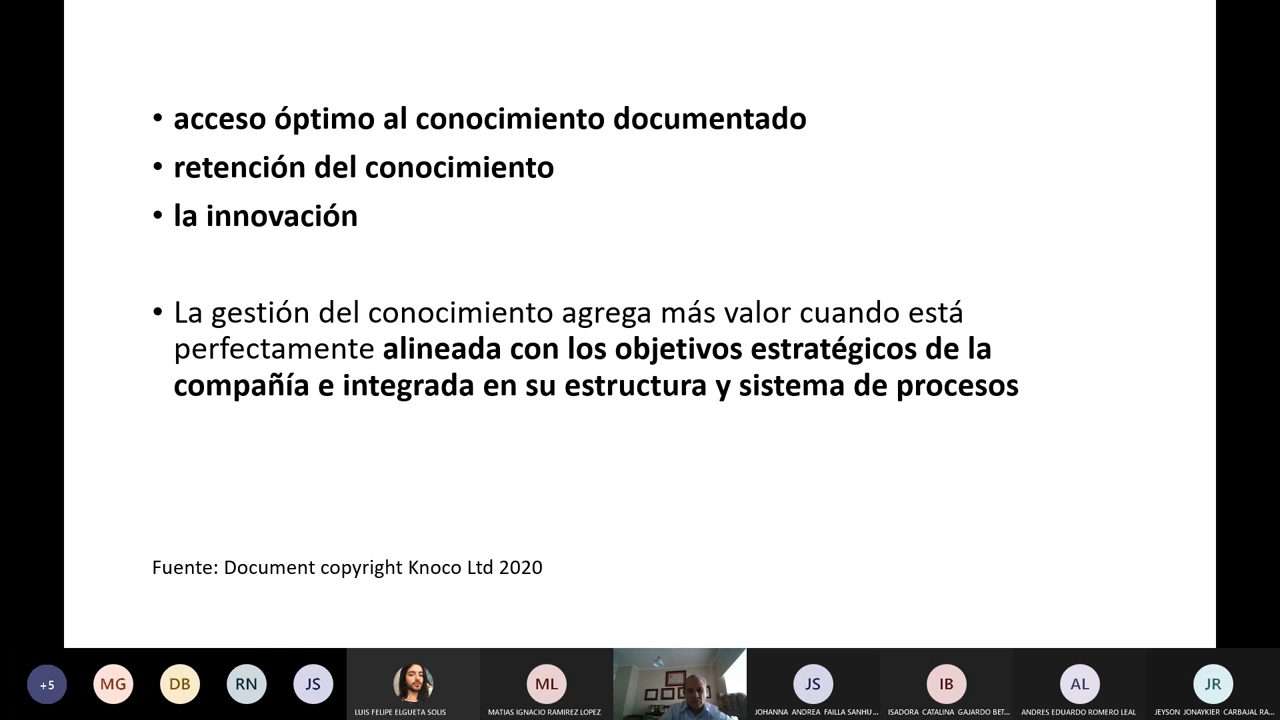 • acceso óptimo al conocimiento documentado
• retención del conocimiento
• la innovación
• La gestión del conocimiento agrega más valor cuando está
perfectamente alineada con los objetivos estratégicos de la
compañía e integrada en su estructura y sistema de procesos
Fuente: Document copyright Knoco Ltd 2020
+5
MG
DB
RN
JS
LUIS FELIPE ELGUETA SOLIS
ML
MATIAS IGNACIO RAMIREZ LOPEZ
JS
JOHANNA ANDREA FAILLA SANHU...
IB
ISADORA CATALINA GAJARDO BET...
AL
ANDRES EDUARDO ROMERO LEAL
JR
JEYSON JONAYKER CARBAJAL RA...